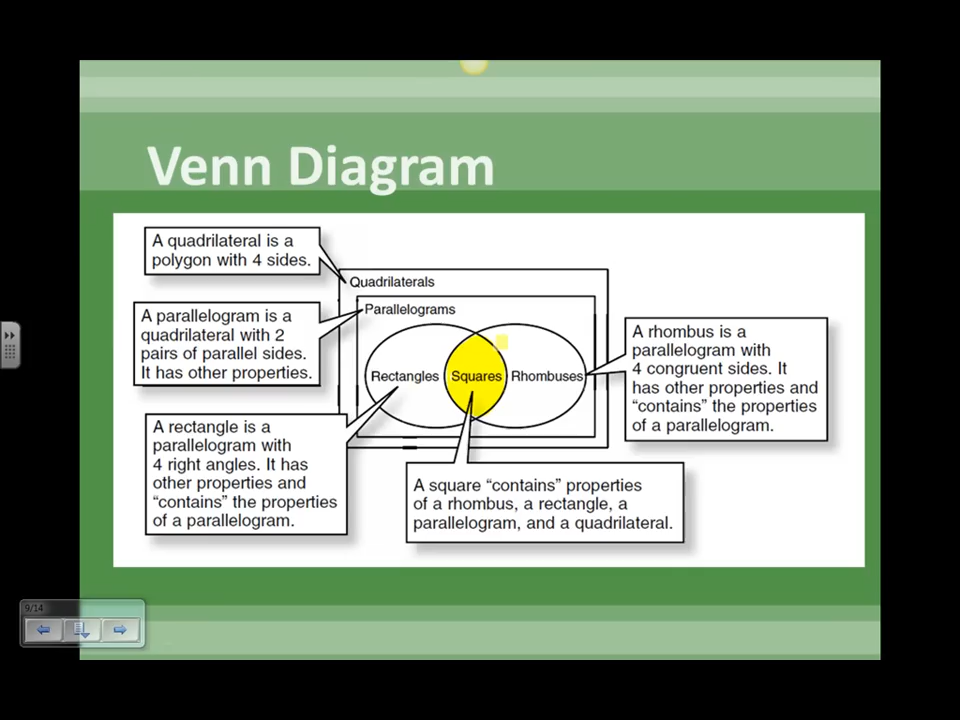 Venn Diagram
A quadrilateral is a
polygon with 4 sides.
Quadrilaterals
A parallelogram is a
quadrilateral with 2
pairs of parallel sides.
It has other properties.
Parallelograms
Rectangles
Squares
Rhombuses
A rhombus is a
parallelogram with
4 congruent sides. It
has other properties and
“contains” the properties
of a parallelogram.
A rectangle is a
parallelogram with
4 right angles. It has
other properties and
“contains” the properties
of a parallelogram.
A square “contains” properties
of a rhombus, a rectangle, a
parallelogram, and a quadrilateral.
9/14